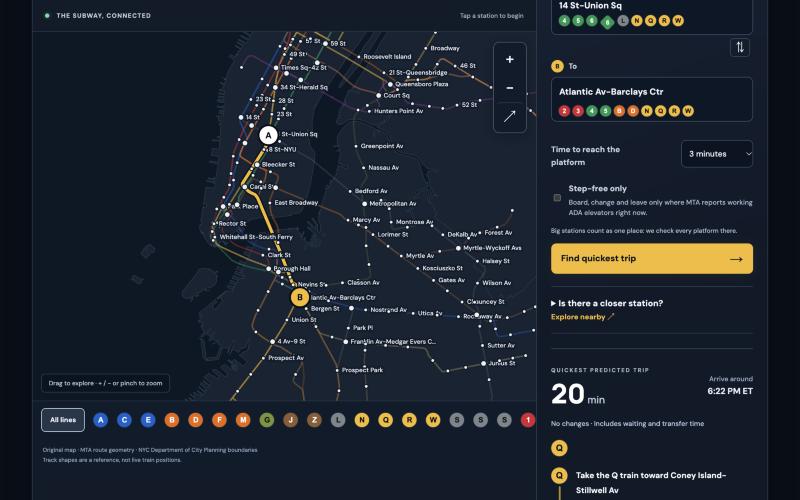 THE SUBWAY, CONNECTED
Tap a station to begin
57 St
59 St
49 St
Times Sq-42 St
34 St-Herald Sq
23 St
28 St
23 St
14 St
A
St-Union Sq
8 St-NYU
Bleecker St
Canal St
East Broadway
Place
Rector St
Whitehall St-South Ferry
Clark St
Borough Hall
Nevins St
B
lantic Av-Barclays Ctr
Bergen St
Union St
4 Av-9 St
Prospect Av
Roosevelt Island
Broadway
21 St-Queensbridge
46 St
Queensboro Plaza
Court Sq
52 St
Hunters Point Av
Greenpoint Av
Nassau Av
Bedford Av
Metropolitan Av
Marcy Av
Montrose Av
Lorimer St
DeKalb Av
Forest Av
Myrtle-Wyckoff Avs
Myrtle Av
Halsey St
Kosciuszko St
Gates Av
Wilson Av
Classon Av
Chauncey St
Nostrand Av
Utica Av
Rockaway Av
Park Pl
Franklin Av-Medgar Evers C...
Sutter Av
Prospect Park
Junius St
+
−
Drag to explore · + / − or pinch to zoom
All lines
A C E B D F M G J Z L N Q R W S S S 1
Original map · MTA route geometry · NYC Department of City Planning boundaries
Track shapes are a reference, not live train positions.
14 St-Union Sq
4 5 6 6 L N Q R W
B To
Atlantic Av-Barclays Ctr
2 3 4 5 B D N Q R W
Time to reach the
platform
3 minutes
Step-free only
Board, change and leave only where MTA reports working
ADA elevators right now.
Big stations count as one place: we check every platform there.
Find quickest trip →
Is there a closer station?
Explore nearby ↗
QUICKEST PREDICTED TRIP
20 min
Arrive around
6:22 PM ET
No changes · Includes waiting and transfer time
Q
Q
Take the Q train toward Coney Island-
Stillwell Av